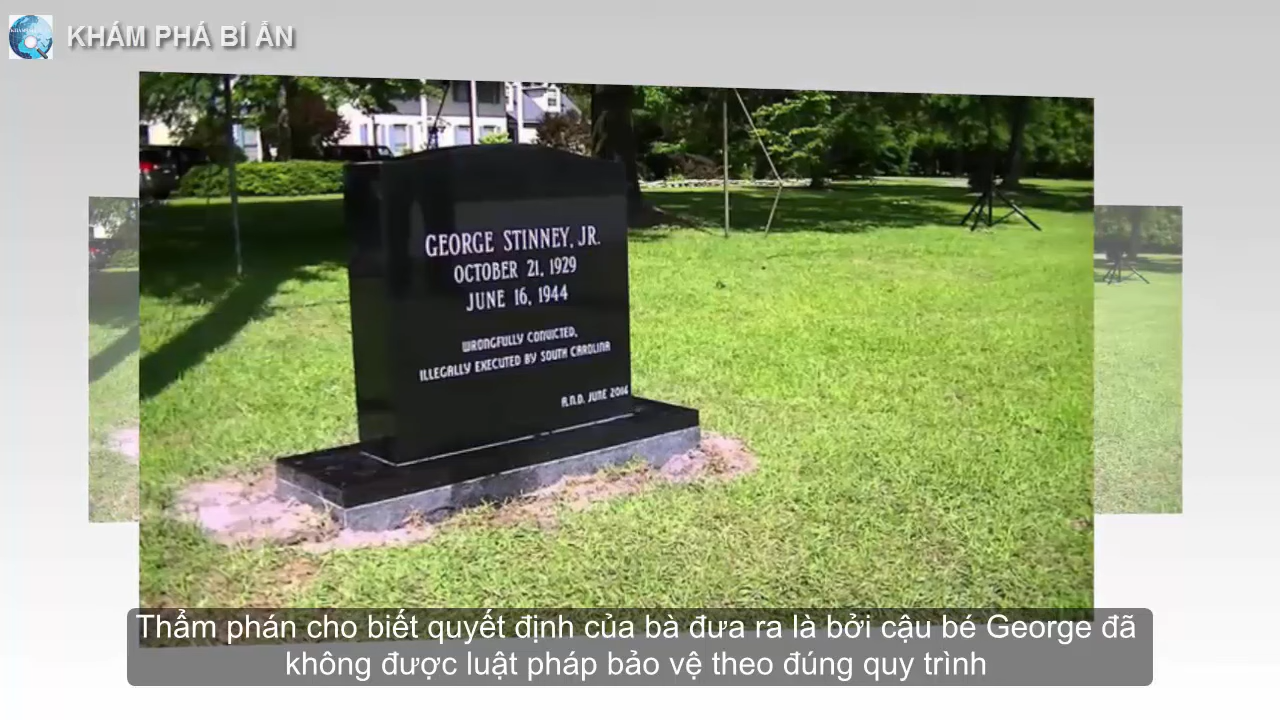 KHÁM PHÁ BÍ ẨN
GEORGE STINNEY, JR.
OCTOBER 21, 1929
JUNE 16, 1944
WRONGFULLY CONVICTED,
ILLEGALLY EXECUTED BY SOUTH CAROLINA
R.N.D. JUNE 2014
Thẩm phán cho biết quyết định của bà đưa ra là bởi cậu bé George đã
không được luật pháp bảo vệ theo đúng quy trình